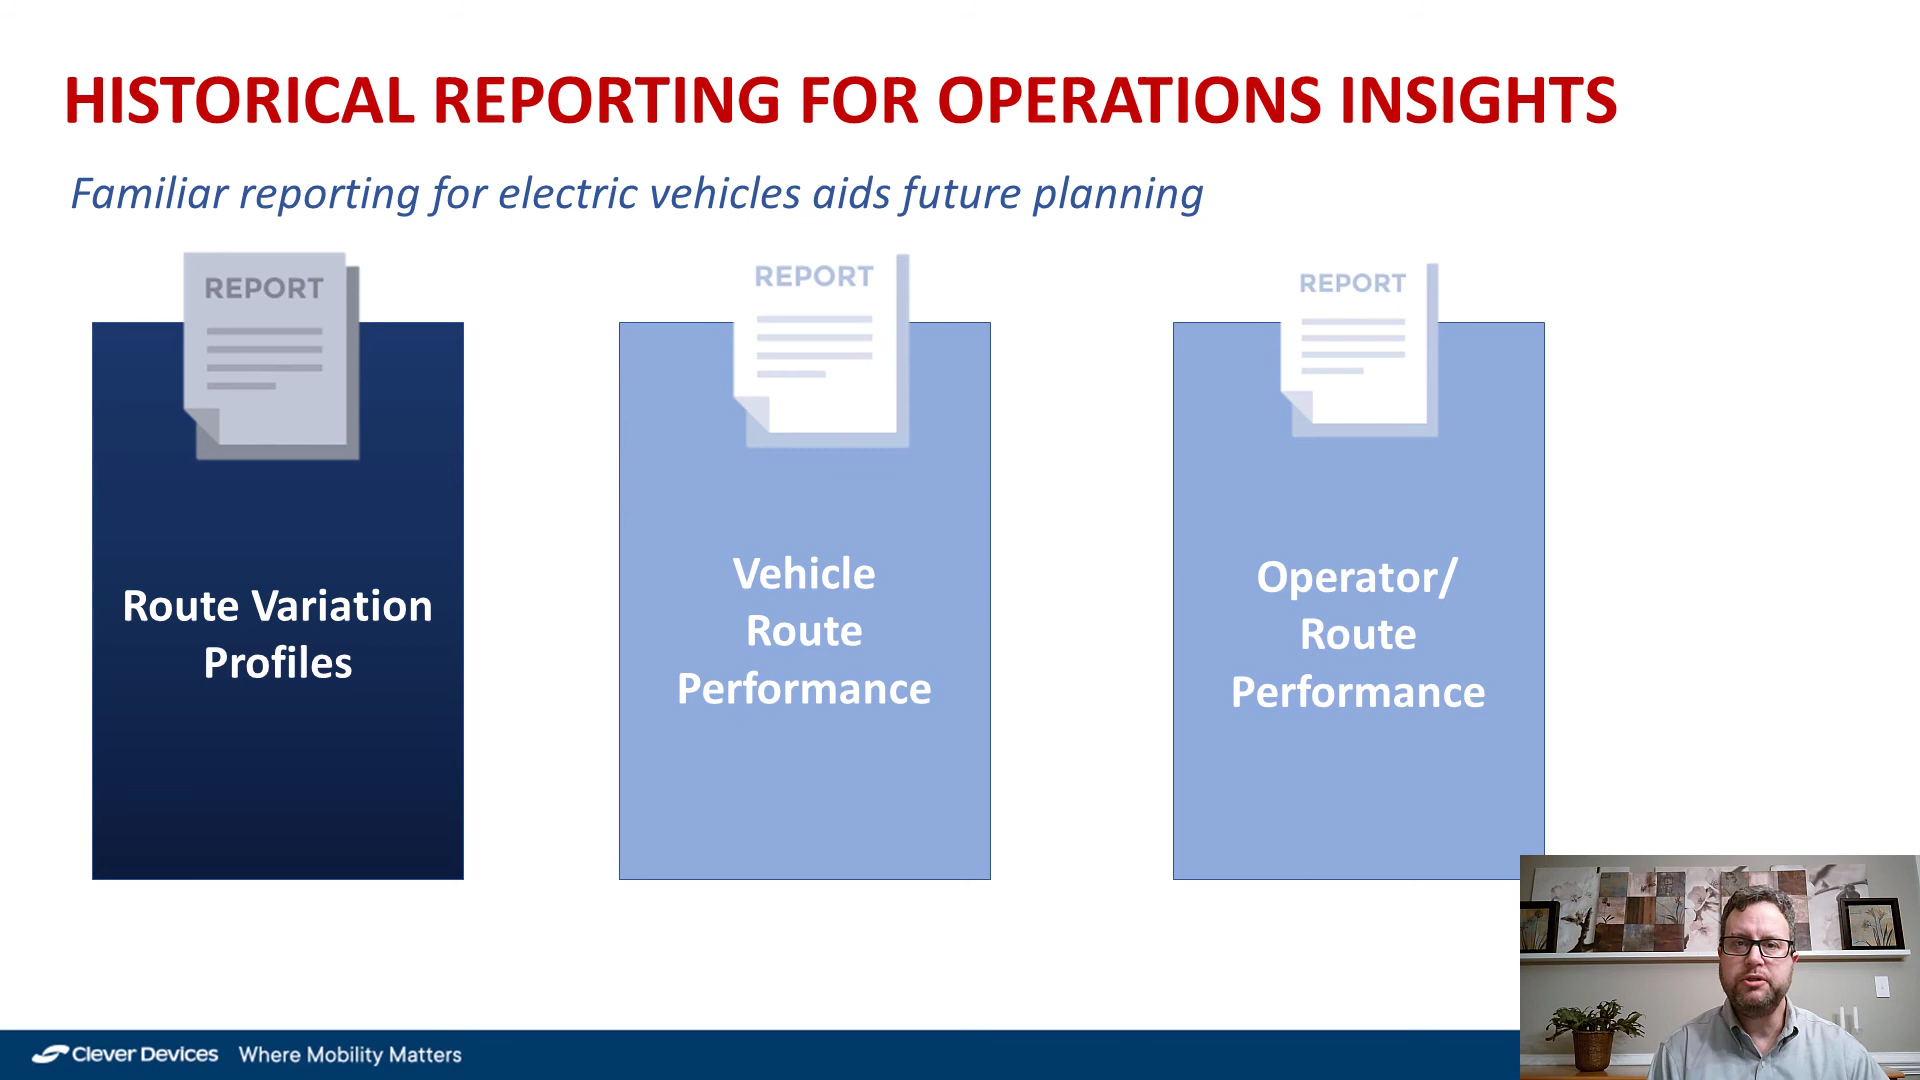 HISTORICAL REPORTING FOR OPERATIONS INSIGHTS
Familiar reporting for electric vehicles aids future planning
REPORT
Route Variation
Profiles
REPORT
Vehicle
Route
Performance
REPORT
Operator/
Route
Performance
Clever Devices Where Mobility Matters